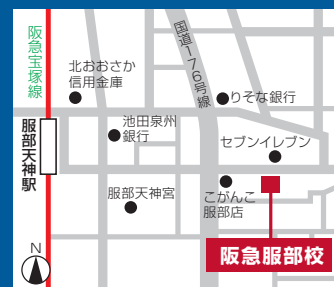 阪急宝塚線
国道176号線
北おおさか
信用金庫
りそな銀行
池田泉州
銀行
セブンイレブン
服部天神駅
服部天神宮
こがんこ
服部店
阪急服部校
N